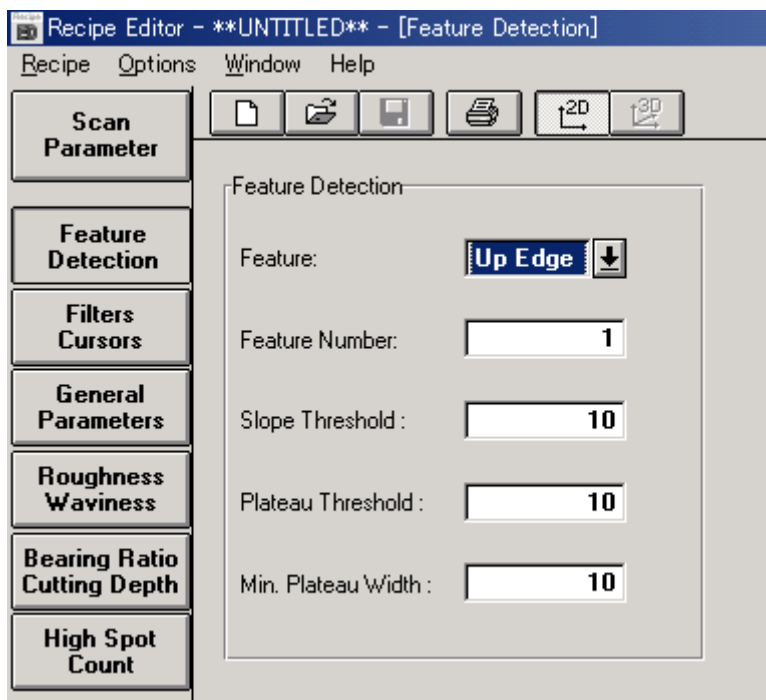 Recipe Editor - **UNTITLED** - [Feature Detection]
Recipe Options Window Help
Scan
Parameter
2D
3D
Feature
Detection
Filters
Cursors
General
Parameters
Roughness
Waviness
Bearing Ratio
Cutting Depth
High Spot
Count
Feature Detection
Feature: Up Edge
Feature Number: 1
Slope Threshold : 10
Plateau Threshold : 10
Min. Plateau Width : 10